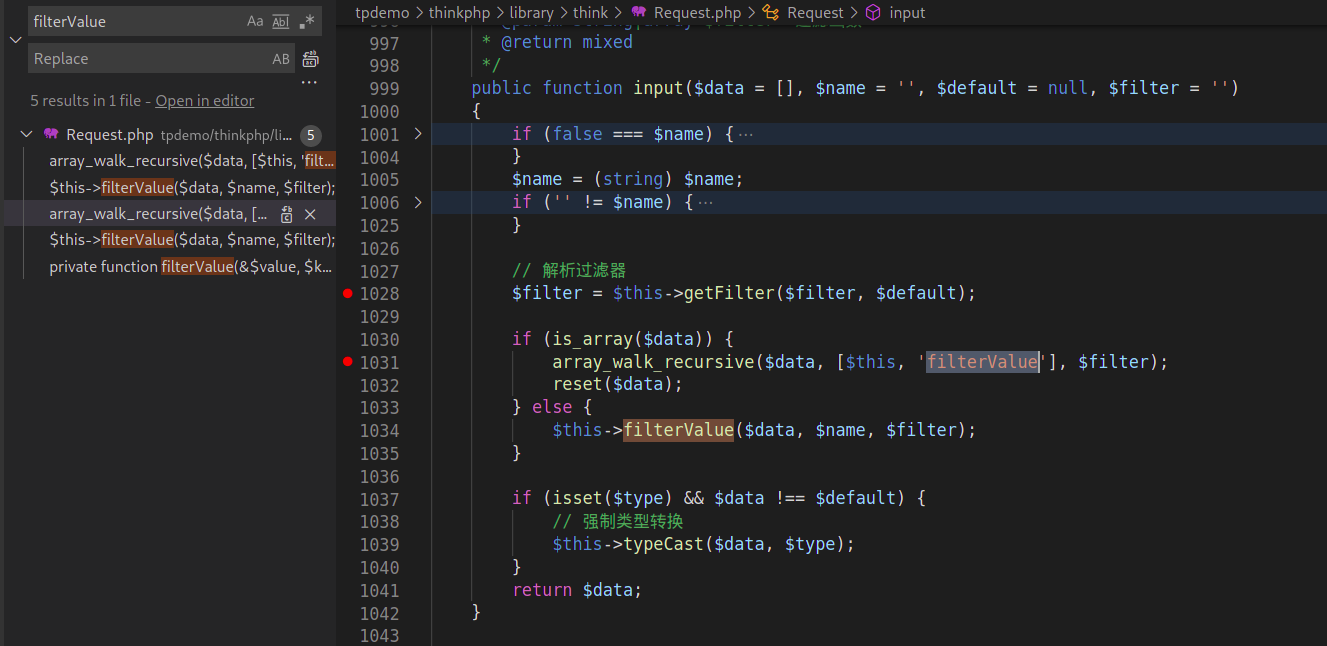 filterValue
Aa Ab| .*
Replace
AB
...
5 results in 1 file - Open in editor
Request.php tpdemo/thinkphp/li... 5
array_walk_recursive($data, [$this, 'filt...
$this->filterValue($data, $name, $filter);
array_walk_recursive($data, [...
$this->filterValue($data, $name, $filter);
private function filterValue(&$value, $k...
tpdemo > thinkphp > library > think > Request.php > Request > input
997 * @return mixed
998 */
999 public function input($data = [], $name = '', $default = null, $filter = '')
1000 {
1001 if (false === $name) { ...
1004 }
1005 $name = (string) $name;
1006 if ('' != $name) { ...
1025 }
1026
1027 // 解析过滤器
1028 $filter = $this->getFilter($filter, $default);
1029
1030 if (is_array($data)) {
1031 array_walk_recursive($data, [$this, 'filterValue'], $filter);
1032 reset($data);
1033 } else {
1034 $this->filterValue($data, $name, $filter);
1035 }
1036
1037 if (isset($type) && $data !== $default) {
1038 // 强制类型转换
1039 $this->typeCast($data, $type);
1040 }
1041 return $data;
1042 }
1043